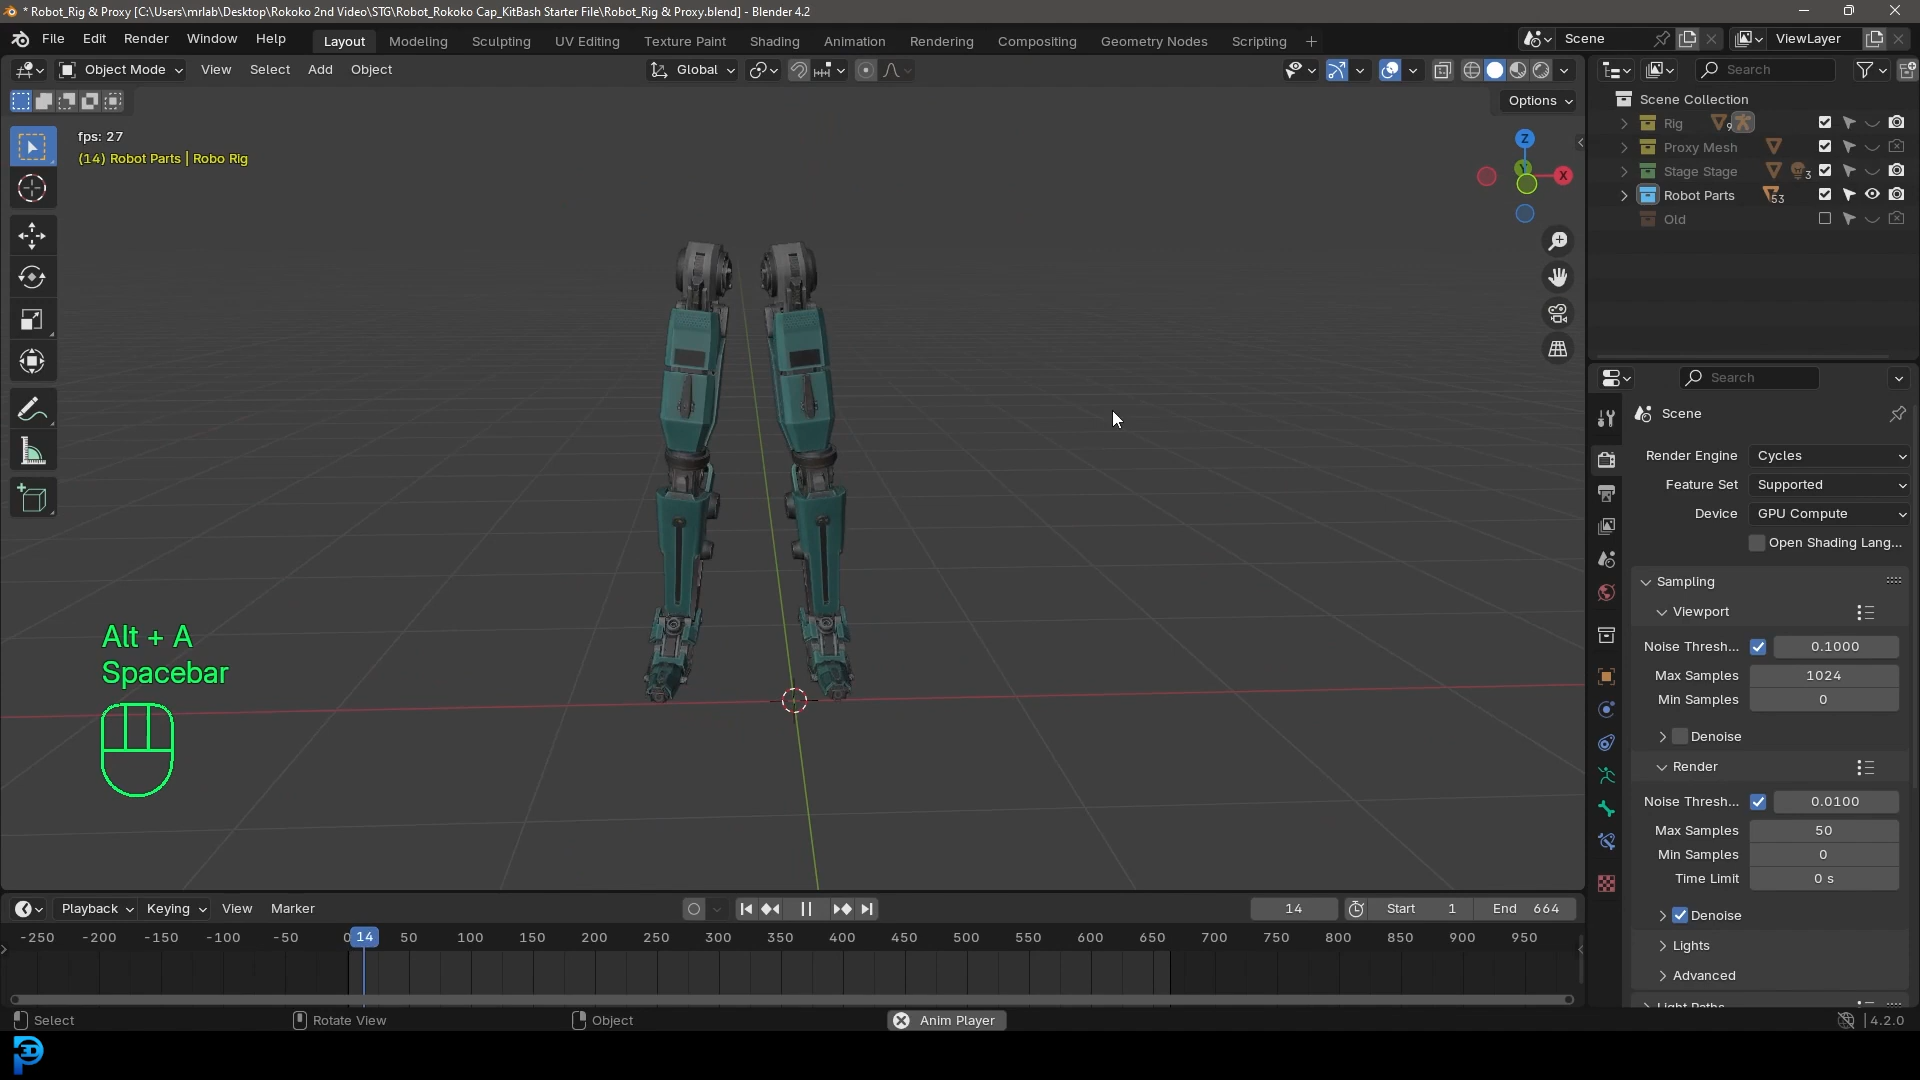 * Robot_Rig & Proxy [C:\Users\mrlab\Desktop\Rokoko 2nd Video\STG\Robot_Rokoko Cap_KitBash Starter File\Robot_Rig & Proxy.blend] - Blender 4.2
File Edit Render Window Help Layout Modeling Sculpting UV Editing Texture Paint Shading Animation Rendering Compositing Geometry Nodes Scripting + Scene ViewLayer
Object Mode View Select Add Object Global Search
Options
Scene Collection
Rig 9
Proxy Mesh
Stage Stage 3
Robot Parts 53
Old
fps: 27
(14) Robot Parts | Robo Rig
Z
Y
X
Search
Scene
Render Engine Cycles
Feature Set Supported
Device GPU Compute
Open Shading Lang...
Sampling
Viewport
Noise Thresh... 0.1000
Max Samples 1024
Min Samples 0
Denoise
Render
Noise Thresh... 0.0100
Max Samples 50
Min Samples 0
Time Limit 0 s
Denoise
Lights
Advanced
Alt + A
Spacebar
Playback Keying View Marker 14 Start 1 End 664
-250 -200 -150 -100 -50 0 14 50 100 150 200 250 300 350 400 450 500 550 600 650 700 750 800 850 900 950
Select Rotate View Object Anim Player 4.2.0